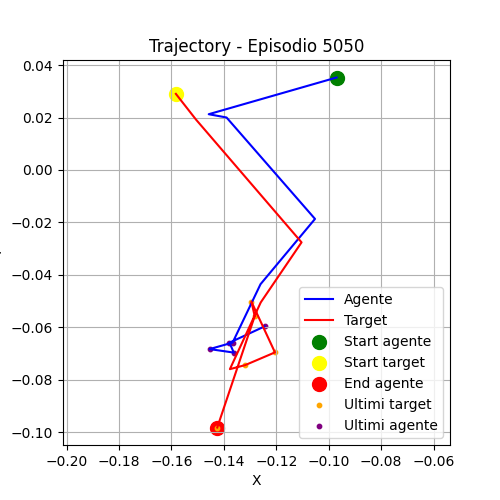 Trajectory - Episodio 5050
0.04
0.02
0.00
−0.02
−0.04
−0.06
−0.08
−0.10
Agente
Target
Start agente
Start target
End agente
Ultimi target
Ultimi agente
−0.20 −0.18 −0.16 −0.14 −0.12 −0.10 −0.08 −0.06
X